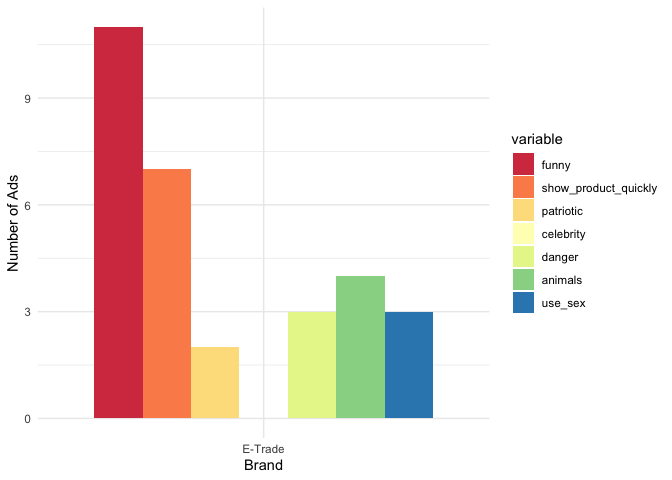 9
6
3
0
Number of Ads
E-Trade
Brand
variable
funny
show_product_quickly
patriotic
celebrity
danger
animals
use_sex